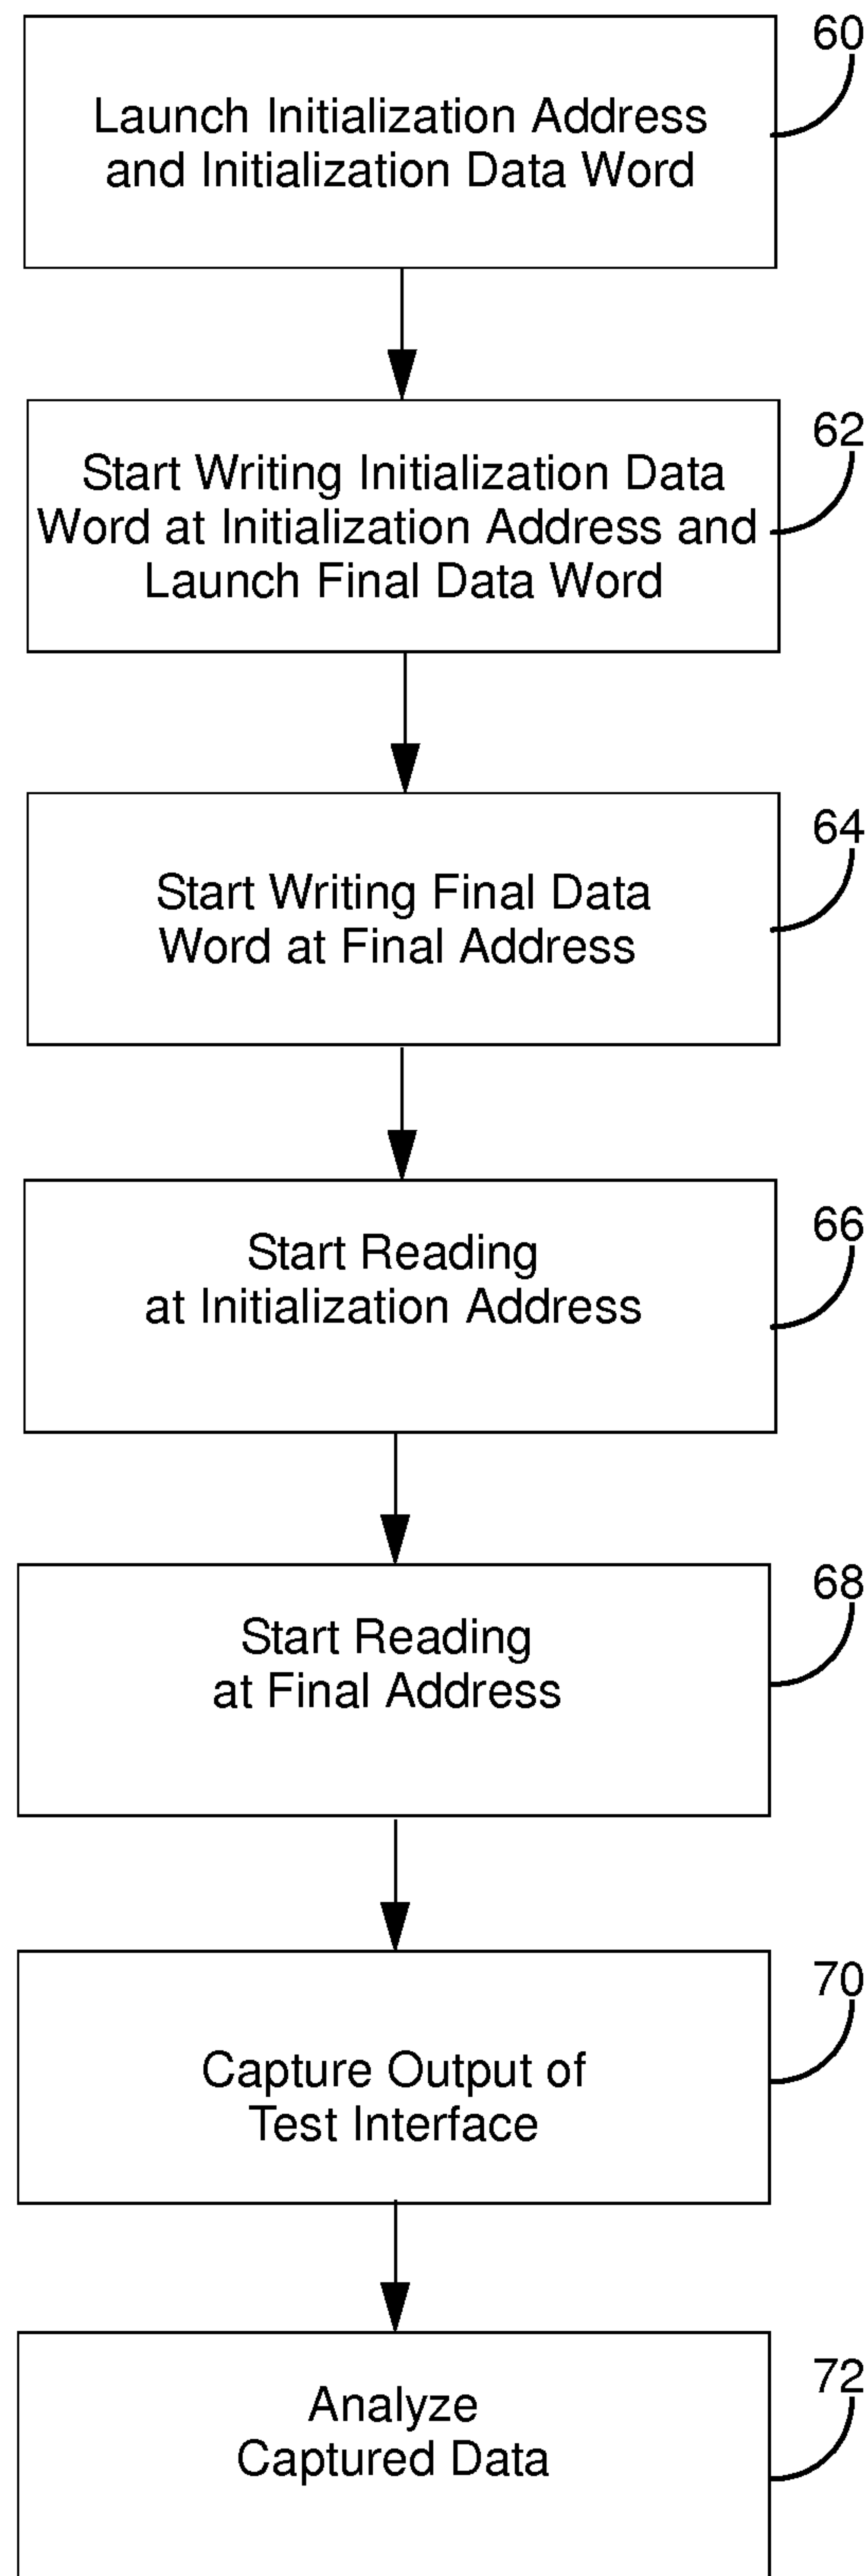 60
Launch Initialization Address
and Initialization Data Word
62
Start Writing Initialization Data
Word at Initialization Address and
Launch Final Data Word
64
Start Writing Final Data
Word at Final Address
66
Start Reading
at Initialization Address
68
Start Reading
at Final Address
70
Capture Output of
Test Interface
72
Analyze
Captured Data